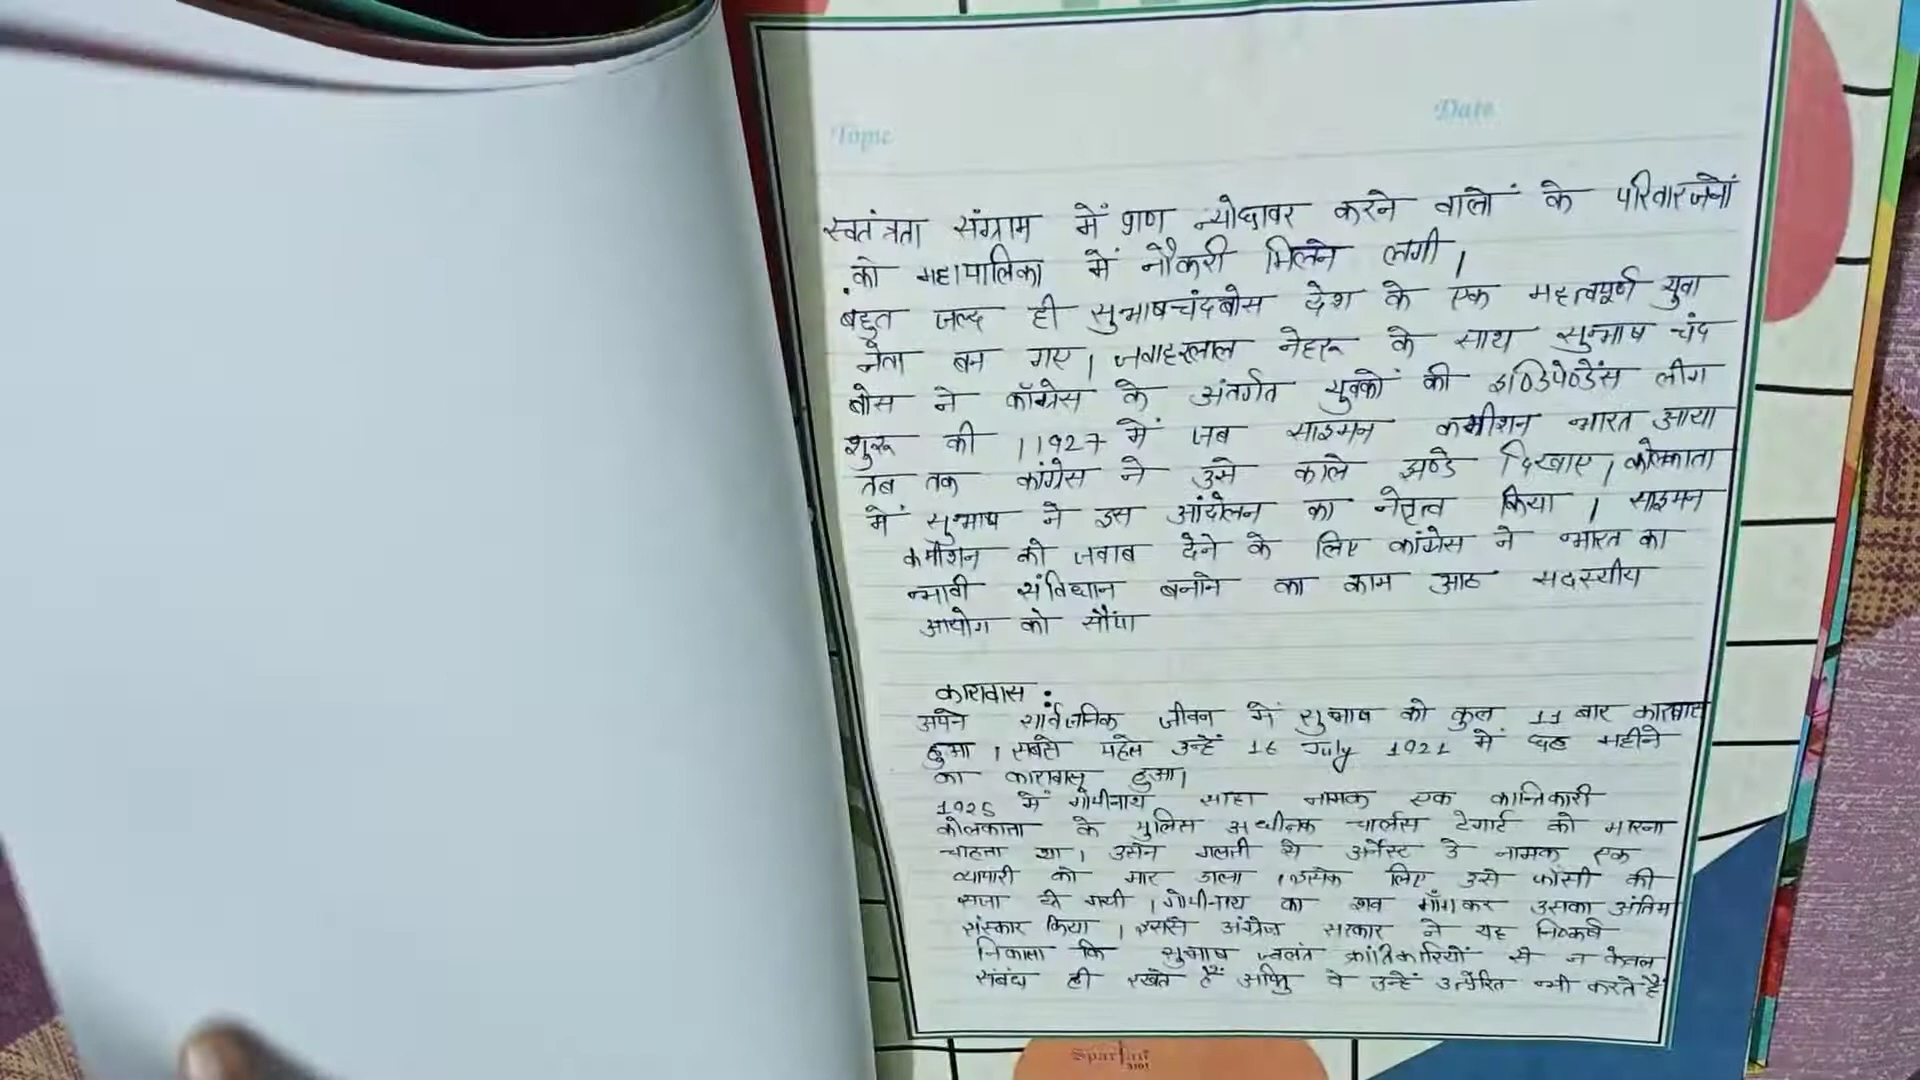 Topic
Date
स्वतंत्रता संग्राम में प्राण न्योछावर करने वालों के परिवारजनों
को महापालिका में नौकरी मिलने लगी।
बहुत जल्द ही सुभाषचंदबोस देश के एक महत्वपूर्ण युवा
नेता बन गए। जवाहरलाल नेहरू के साथ सुभाष चंद
बोस ने कॉंग्रेस के अंतर्गत युवकों की इण्डिपेण्डेंस लीग
शुरू की। 1927 में जब साइमन कमीशन भारत आया
तब तक कांग्रेस ने उसे काले झण्डे दिखाए। कोलकाता
में सुभाष ने इस आंदोलन का नेतृत्व किया। साइमन
कमीशन को जवाब देने के लिए कांग्रेस ने भारत का
भावी संविधान बनाने का काम आठ सदस्यीय
आयोग को सौंपा
कारावास :
अपने सार्वजनिक जीवन में सुभाष को कुल 11 बार कारावास
हुआ। सबसे पहले उन्हें 16 July 1921 में छह महीने
का कारावास हुआ।
1925 में गोपीनाथ साहा नामक एक क्रान्तिकारी
कोलकाता के पुलिस अधीक्षक चार्लस टेगार्ट को मारना
चाहता था। उसने गलती से अर्नेस्ट डे नामक एक
व्यापारी को मार डाला। इसके लिए उसे फाँसी की
सजा दी गयी। गोपीनाथ का शव माँगकर उसका अंतिम
संस्कार किया। इससे अंग्रेज सरकार ने यह निष्कर्ष
निकाला कि सुभाष ज्वलंत क्रांतिकारियों से न केवल
संबंध ही रखते हैं अपितु वे उन्हें उत्प्रेरित भी करते हैं
Spartan